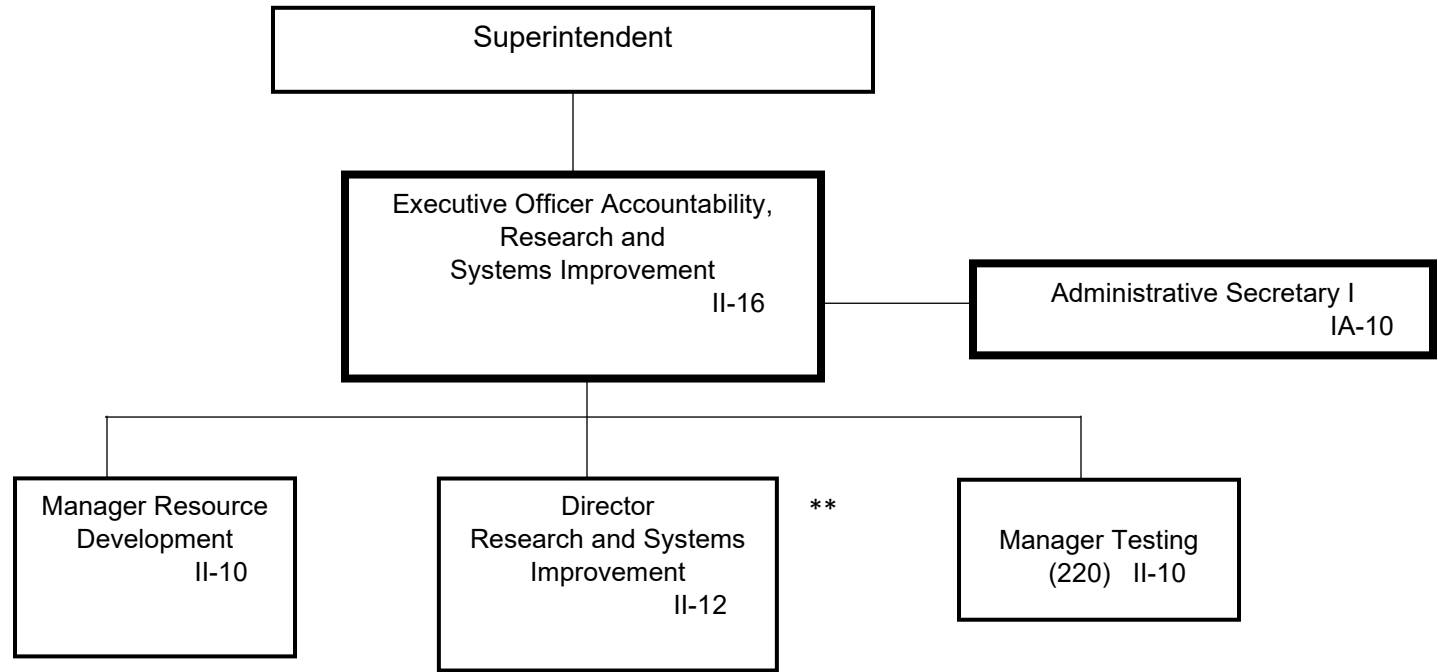 Superintendent
Executive Officer Accountability,
Research and
Systems Improvement
II-16
Administrative Secretary I
IA-10
Manager Resource
Development
II-10
Director
Research and Systems
Improvement
II-12
**
Manager Testing
(220) II-10